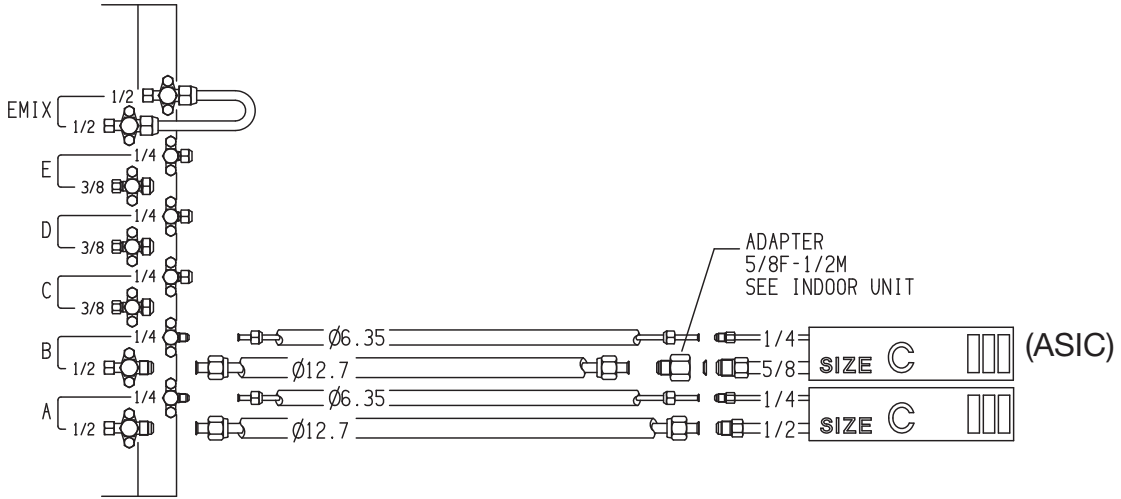 EMIX
1/2
1/2
E
1/4
3/8
D
1/4
3/8
C
1/4
3/8
B
1/4
1/2
A
1/4
1/2
ADAPTER
5/8F-1/2M
SEE INDOOR UNIT
Ø6.35
Ø12.7
Ø6.35
Ø12.7
1/4
5/8
SIZE C
(ASIC)
1/4
1/2
SIZE C